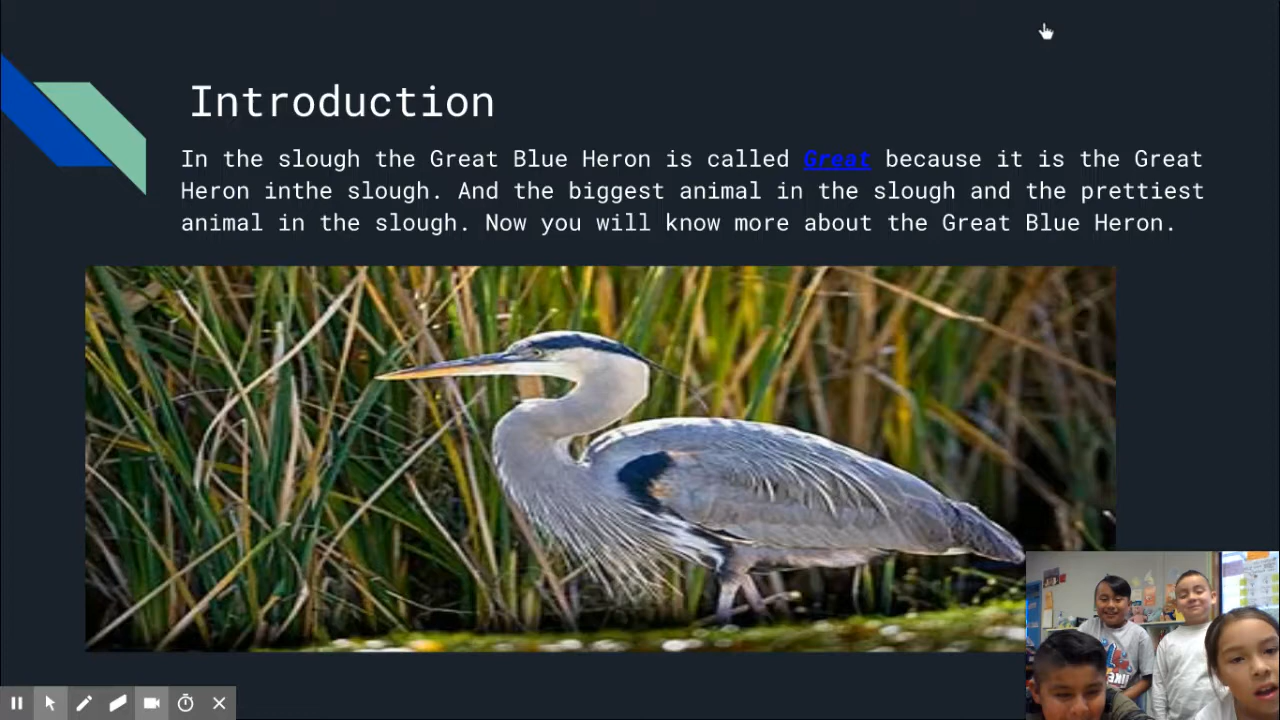 Introduction
In the slough the Great Blue Heron is called Great because it is the Great
Heron inthe slough. And the biggest animal in the slough and the prettiest
animal in the slough. Now you will know more about the Great Blue Heron.